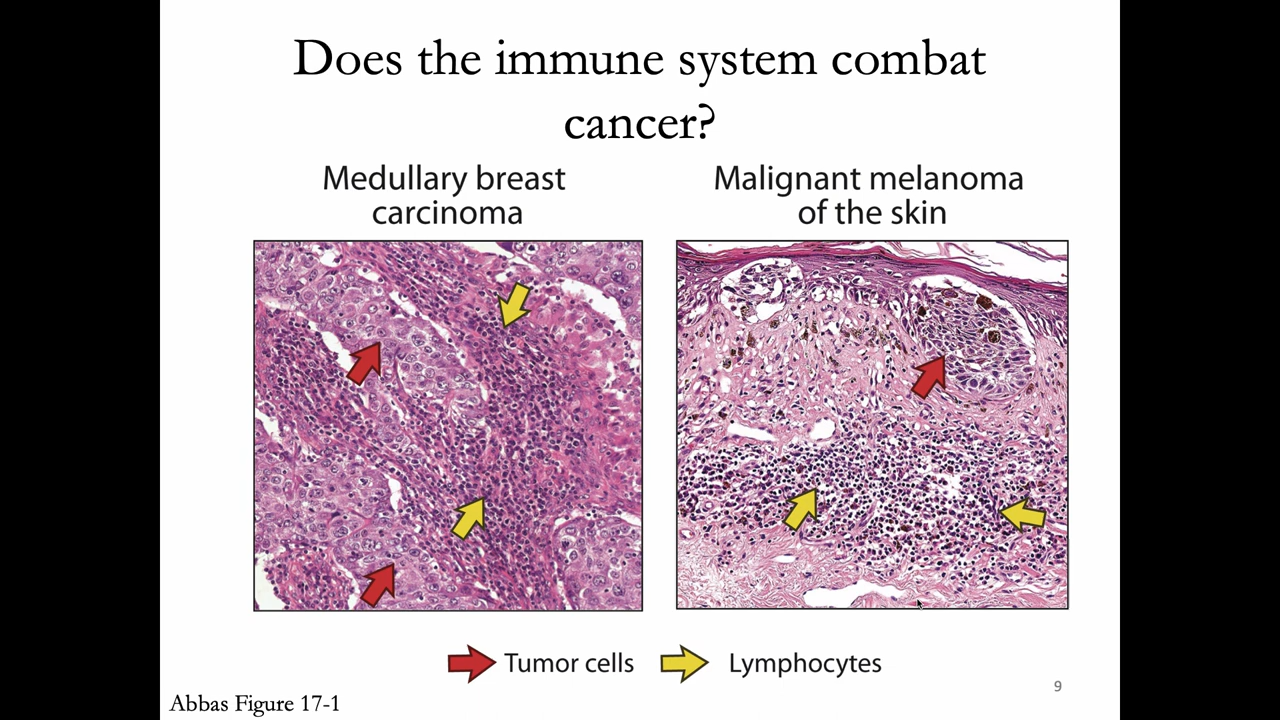 Does the immune system combat
cancer?
Medullary breast
carcinoma
Malignant melanoma
of the skin
Tumor cells
Lymphocytes
9
Abbas Figure 17-1